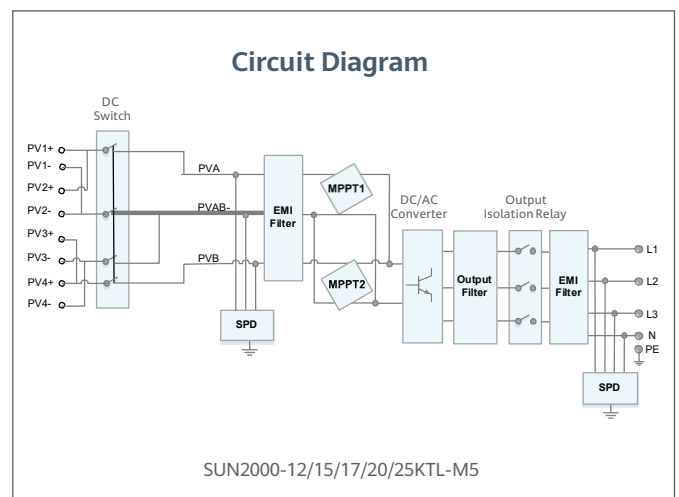 Circuit Diagram
DC
Switch
PV1+
PV1-
PV2+
PV2-
PV3+
PV3-
PV4+
PV4-
PVA
PVAB-
PVB
EMI
Filter
SPD
MPPT1
MPPT2
DC/AC
Converter
Output
Filter
Output
Isolation Relay
EMI
Filter
L1
L2
L3
N
PE
SPD
SUN2000-12/15/17/20/25KTL-M5